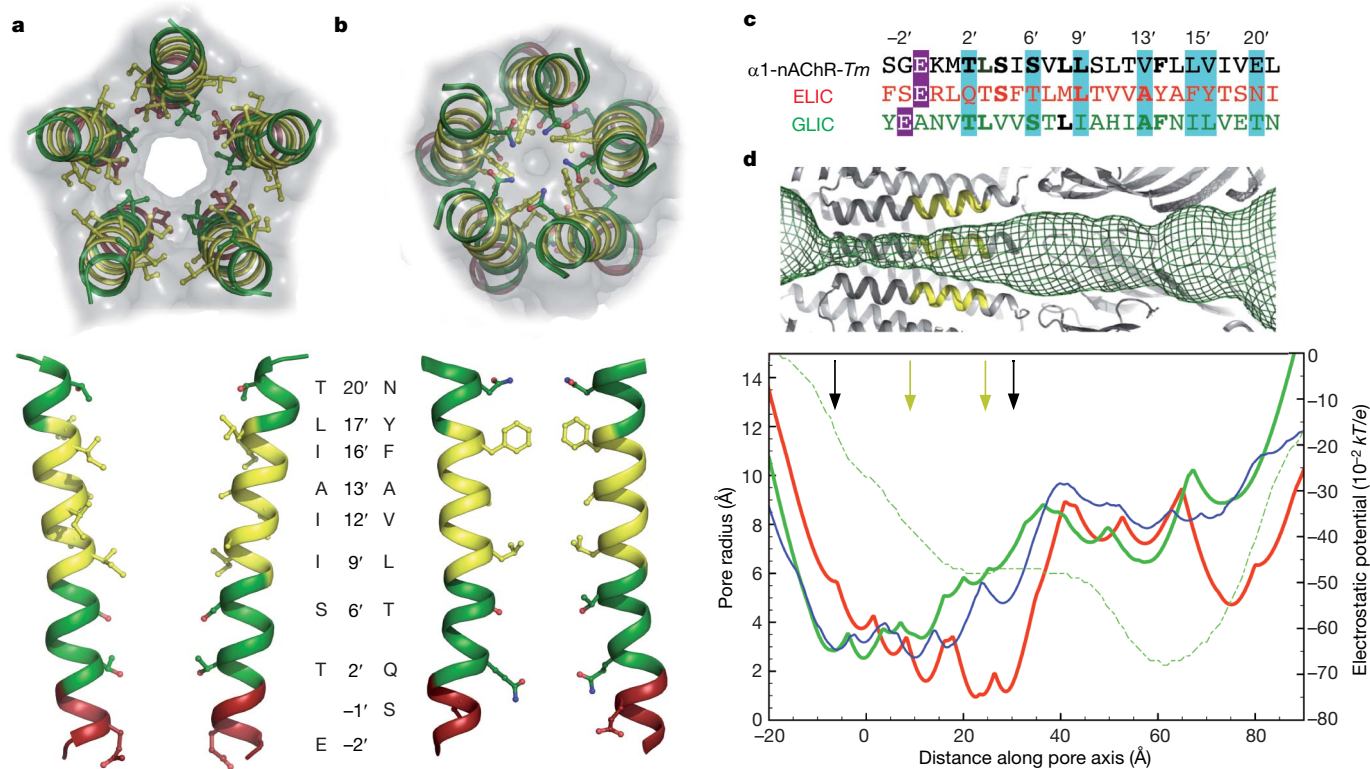 a
b
c
−2′ 2′ 6′ 9′ 13′ 15′ 20′
α1-nAChR-Tm SGEKMTLSISVLLSLTVFLLVIVEL
ELIC FSERLQTSFTLMLTVVAYAFYTSNI
GLIC YEANVTLVVSTLIAHIAFNILVETN
d
T 20′ N
L 17′ Y
I 16′ F
A 13′ A
I 12′ V
I 9′ L
S 6′ T
T 2′ Q
−1′ S
E −2′
Pore radius (Å)
14
12
10
8
6
4
2
0
−20 0 20 40 60 80
Distance along pore axis (Å)
0
−10
−20
−30
−40
−50
−60
−70
−80
Electrostatic potential (10⁻² kT/e)